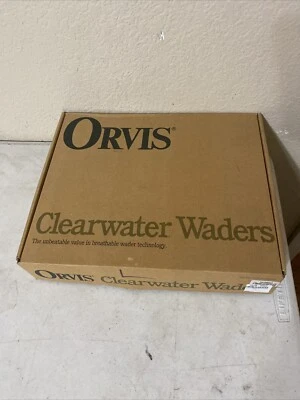 ORVIS®
Clearwater Waders
The unbeatable value in breathable wader technology.
ORVIS Clearwater Waders